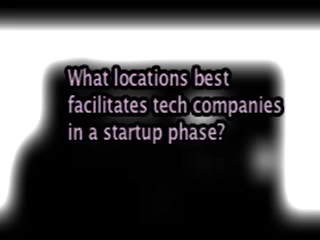 What locations best
facilitates tech companies
in a startup phase?